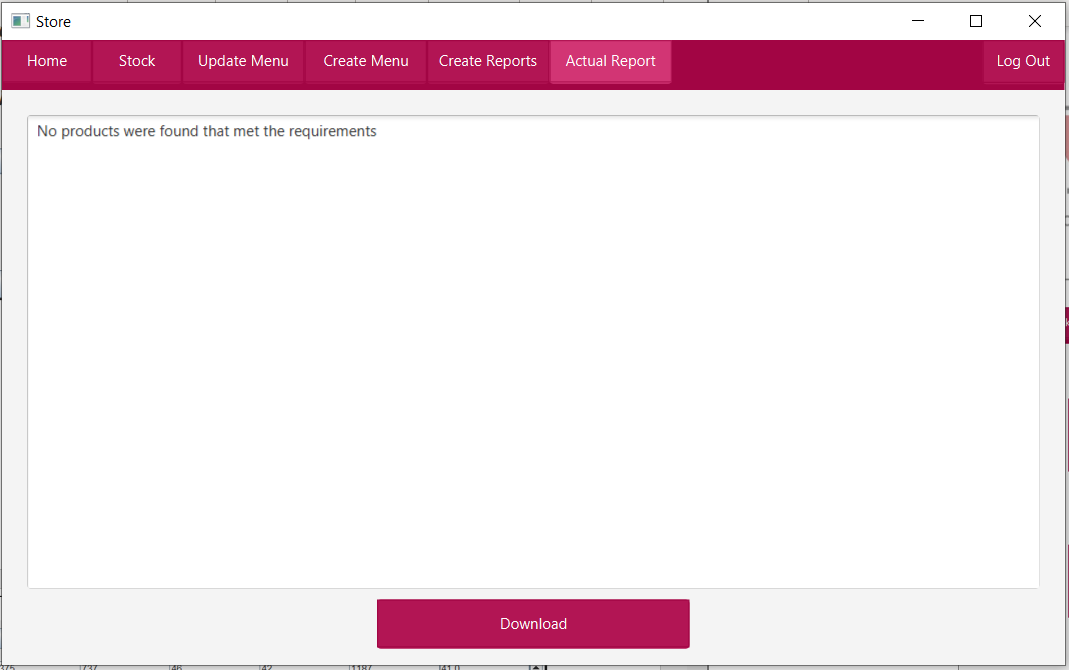 Store
Home Stock Update Menu Create Menu Create Reports Actual Report Log Out
No products were found that met the requirements
Download